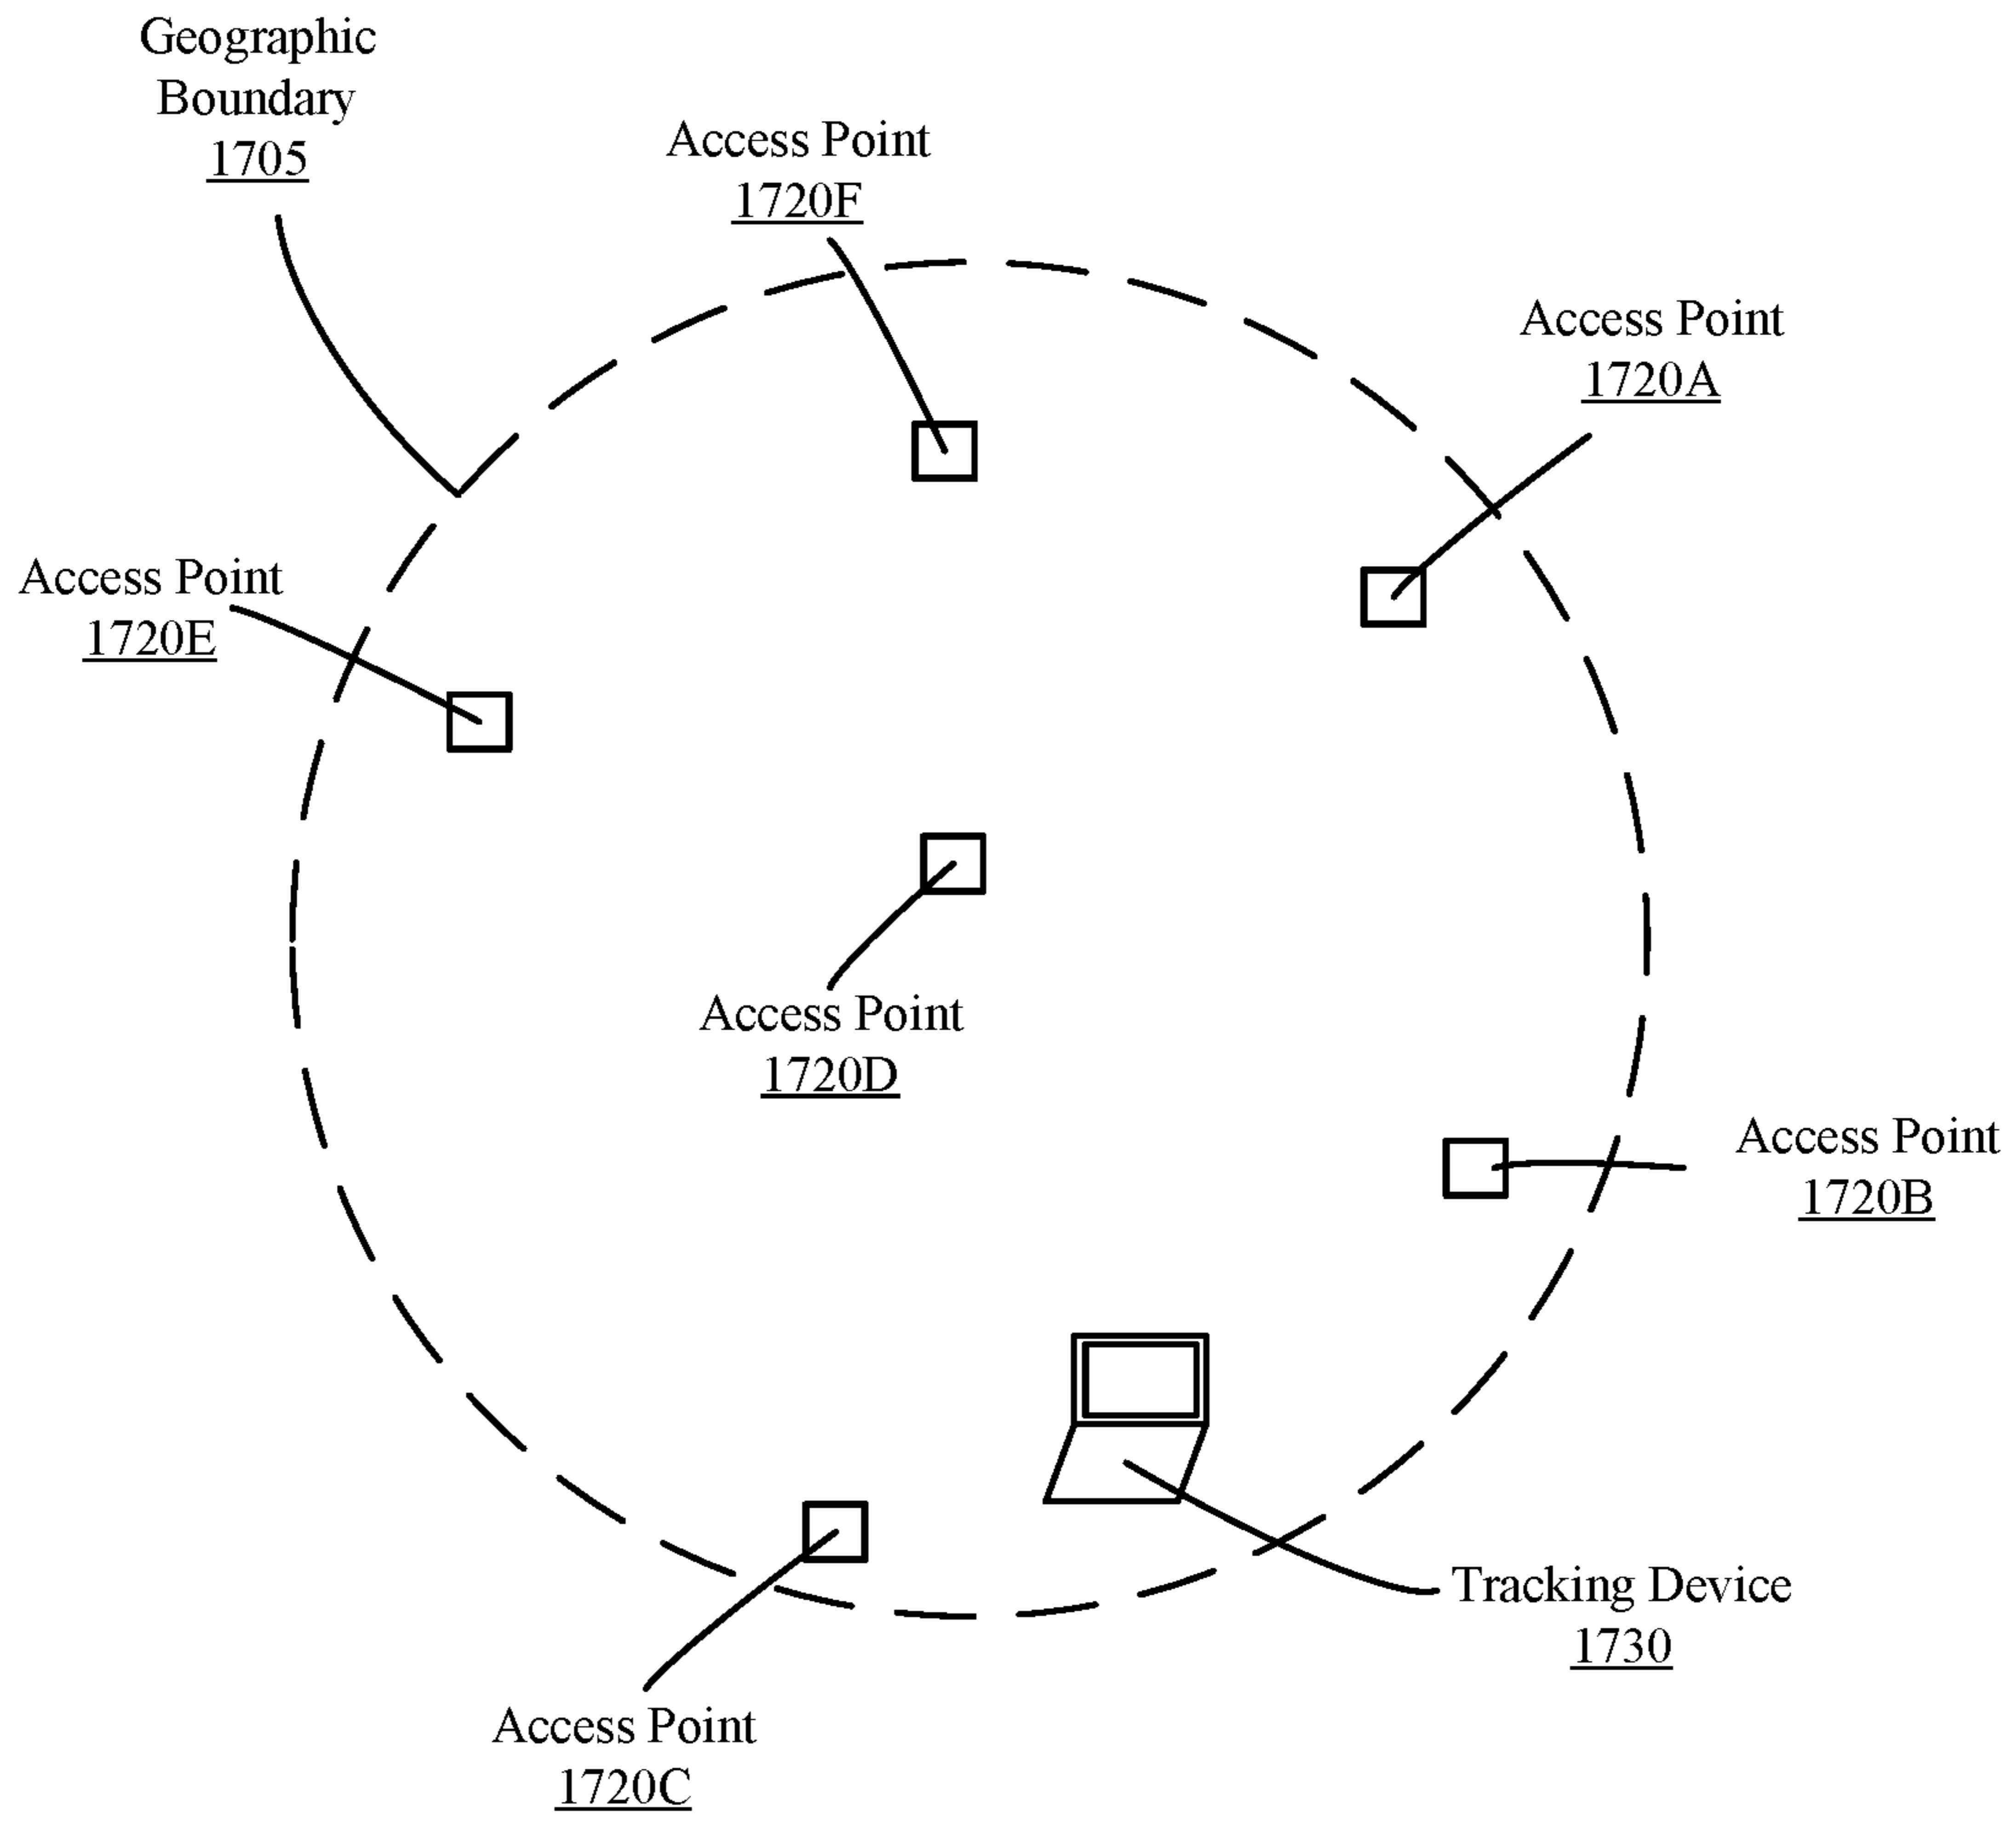 Geographic
Boundary
1705
Access Point
1720F
Access Point
1720A
Access Point
1720E
Access Point
1720D
Access Point
1720B
Tracking Device
1730
Access Point
1720C